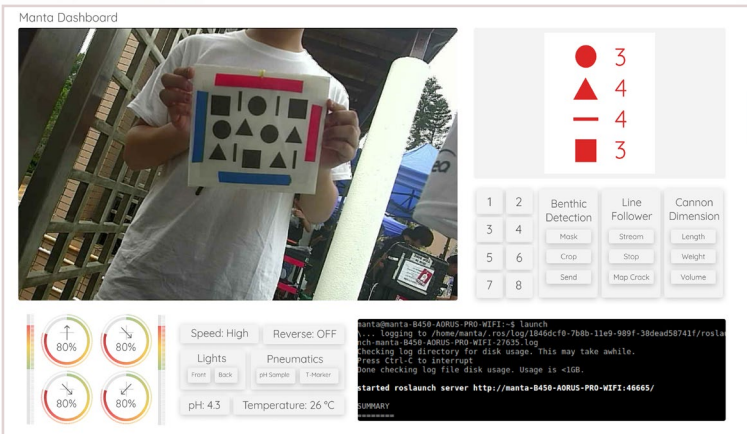 Manta Dashboard
3
4
4
3
1 2
3 4
5 6
7 8
Benthic
Detection
Mask
Crop
Send
Line
Follower
Stream
Stop
Map Crack
Cannon
Dimension
Length
Weight
Volume
80%
80%
80%
80%
Speed: High
Reverse: OFF
Lights
Front Back
Pneumatics
pH Sample T-Marker
pH: 4.3
Temperature: 26 °C
manta@manta-B450-AORUS-PRO-WIFI:~$ launch
\... logging to /home/manta/.ros/log/1846dcf0-7b8b-11e9-989f-38dead58741f/roslau
nch-manta-B450-AORUS-PRO-WIFI-27635.log
Checking log directory for disk usage. This may take awhile.
Press Ctrl-C to interrupt
Done checking log file disk usage. Usage is <1GB.
started roslaunch server http://manta-B450-AORUS-PRO-WIFI:46665/
SUMMARY
========